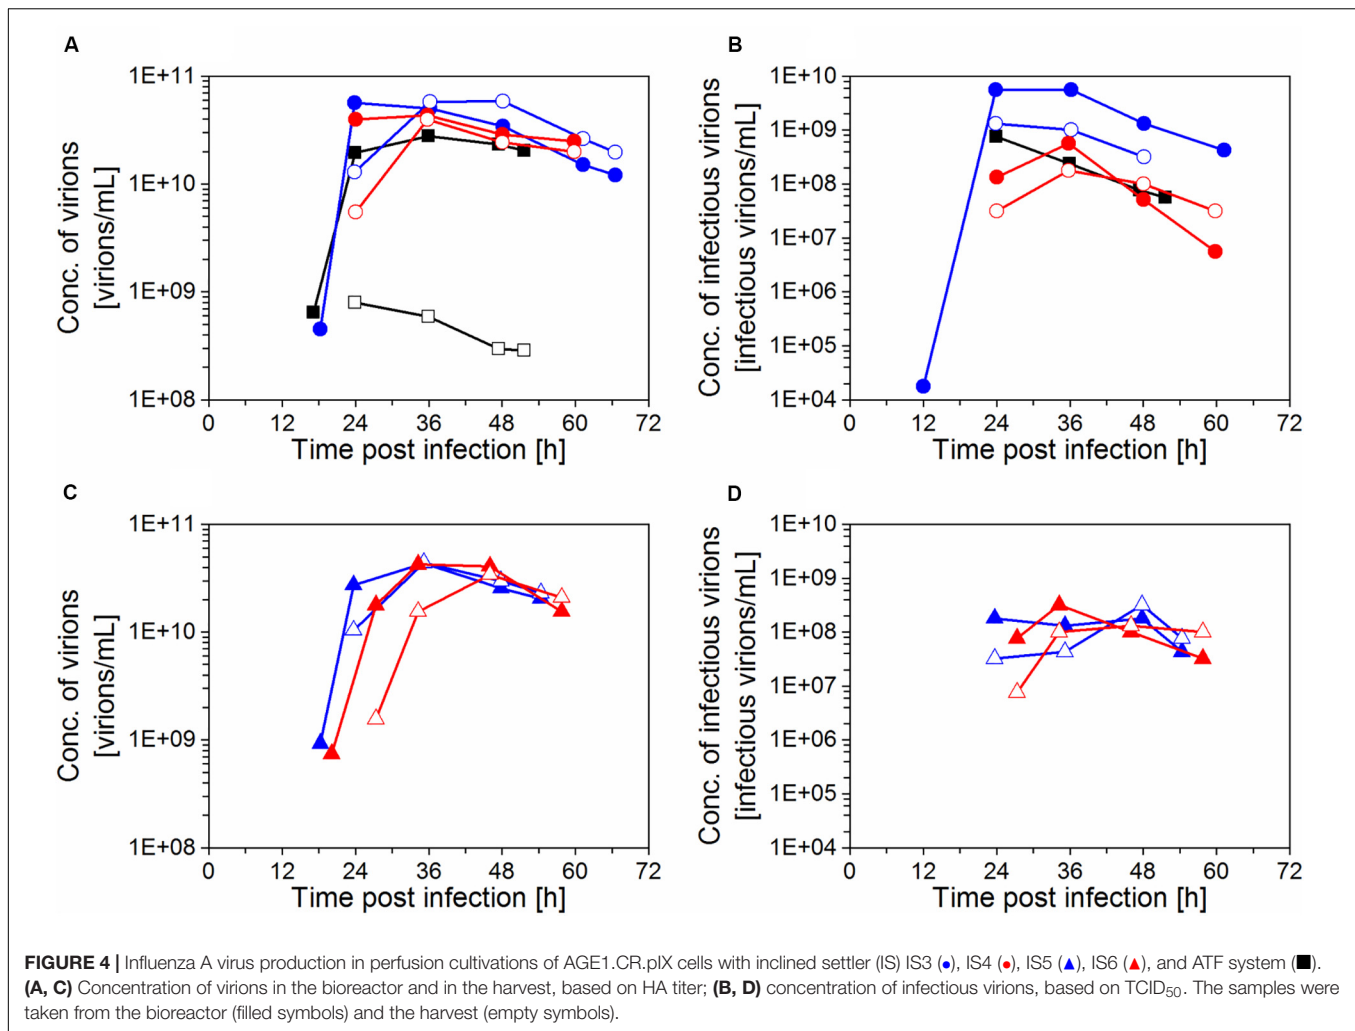 A
Conc. of virions
[virions/mL]
1E+11
1E+10
1E+09
1E+08
0 12 24 36 48 60 72
Time post infection [h]
B
Conc. of infectious virions
[infectious virions/mL]
1E+10
1E+09
1E+08
1E+07
1E+06
1E+05
1E+04
0 12 24 36 48 60 72
Time post infection [h]
C
Conc. of virions
[virions/mL]
1E+11
1E+10
1E+09
1E+08
0 12 24 36 48 60 72
Time post infection [h]
D
Conc. of infectious virions
[infectious virions/mL]
1E+10
1E+09
1E+08
1E+07
1E+06
1E+05
1E+04
0 12 24 36 48 60 72
Time post infection [h]
FIGURE 4 | Influenza A virus production in perfusion cultivations of AGE1.CR.pIX cells with inclined settler (IS) IS3 (●), IS4 (●), IS5 (▲), IS6 (▲), and ATF system (■).
(A, C) Concentration of virions in the bioreactor and in the harvest, based on HA titer; (B, D) concentration of infectious virions, based on TCID₅₀. The samples were
taken from the bioreactor (filled symbols) and the harvest (empty symbols).